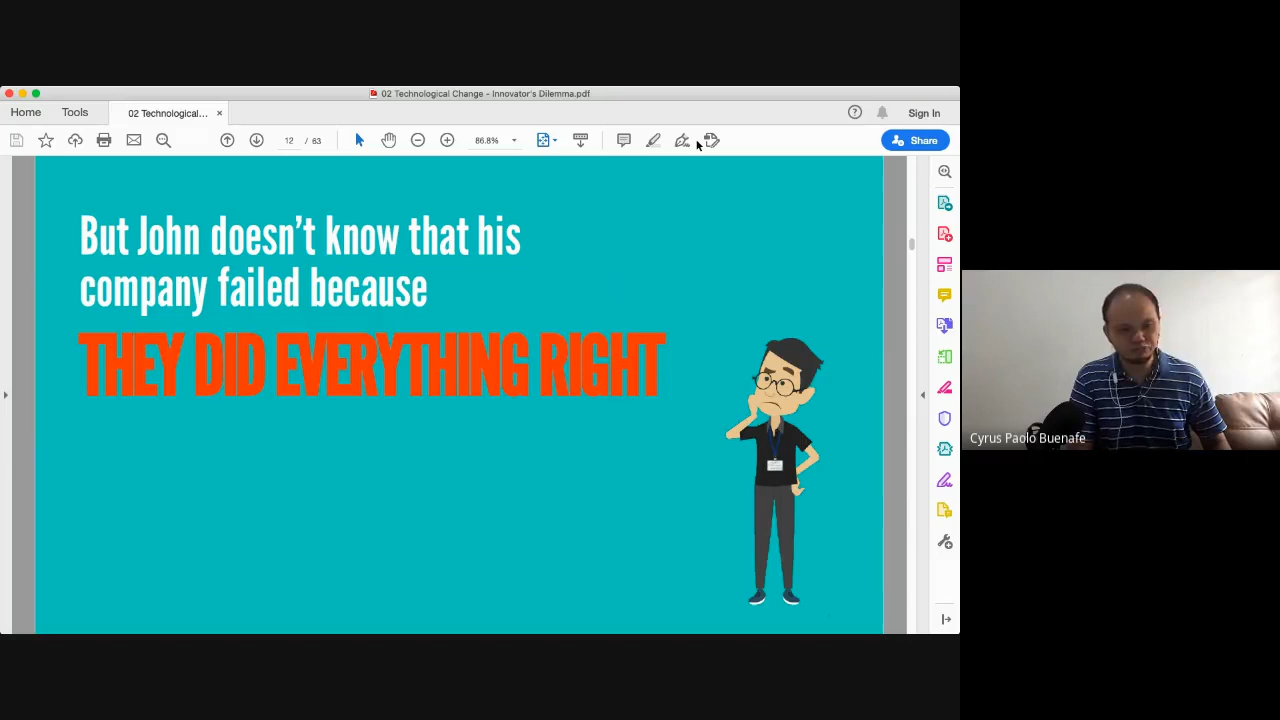 02 Technological Change - Innovator's Dilemma.pdf
Home Tools 02 Technological... × Sign In
12 / 63 86.8% Share
But John doesn't know that his
company failed because
THEY DID EVERYTHING RIGHT
Cyrus Paolo Buenafe